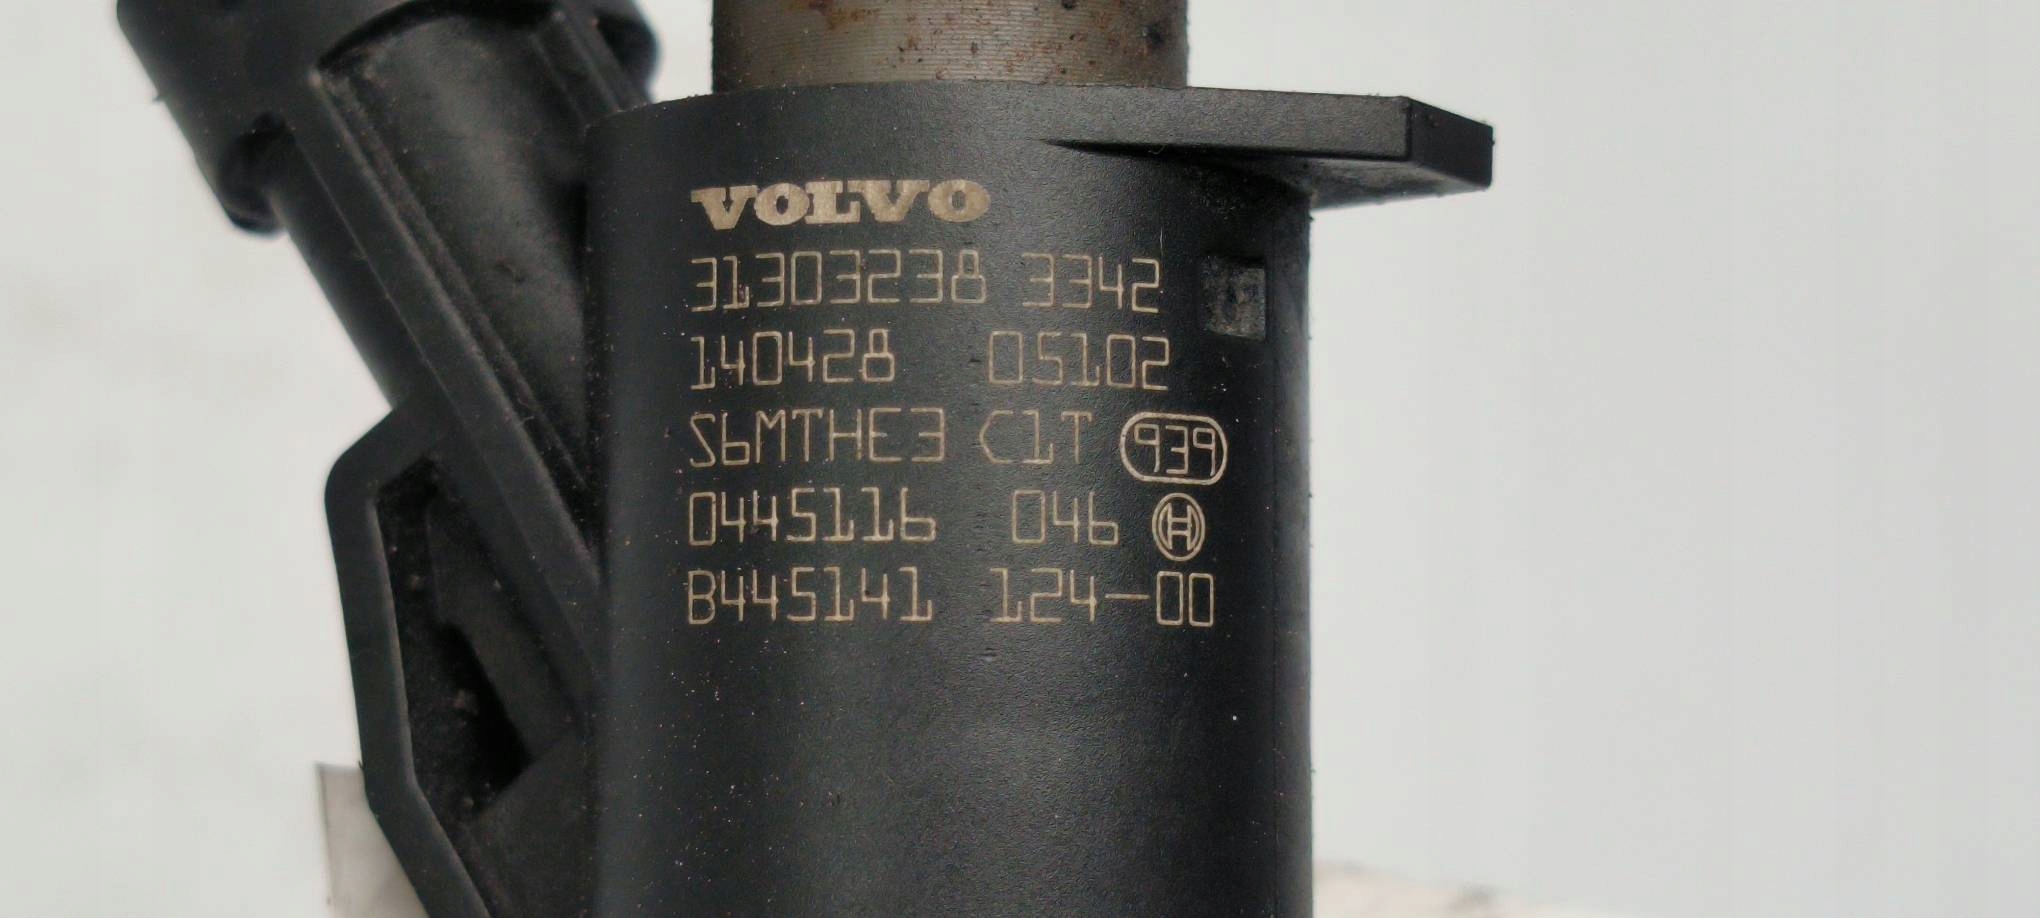 VOLVO
31303238 3342
140428 05102
S6MTHE3 C1T 939
0445116 046
B445141 124-00